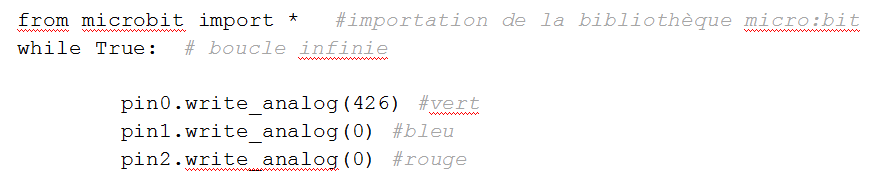 from microbit import *   #importation de la bibliothèque micro:bit
while True:  # boucle infinie
pin0.write_analog(426) #vert
pin1.write_analog(0) #bleu
pin2.write_analog(0) #rouge